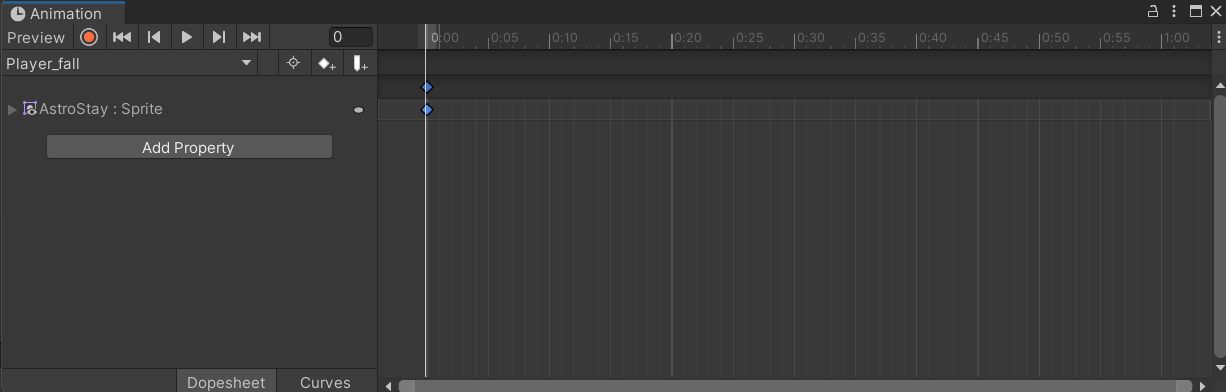 Animation
Preview
0
0:00 0:05 0:10 0:15 0:20 0:25 0:30 0:35 0:40 0:45 0:50 0:55 1:00
Player_fall
AstroStay : Sprite
Add Property
Dopesheet Curves